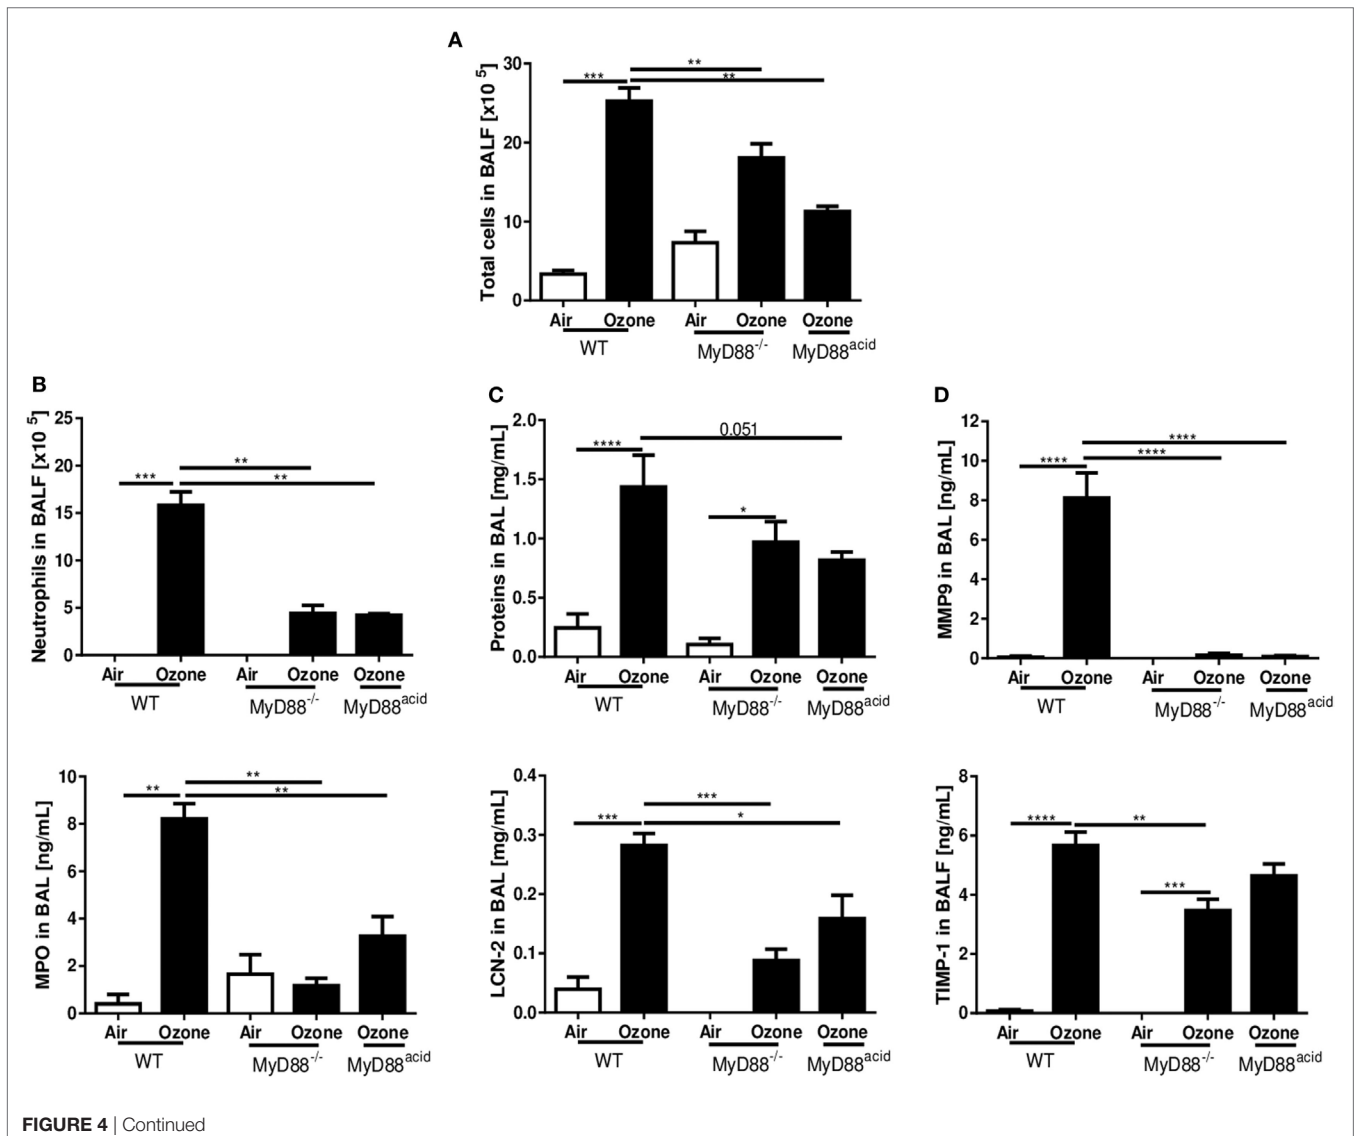 A
Total cells in BALF [x10 5]
30
20
10
0
***
**
**
Air Ozone Air Ozone Ozone
WT MyD88-/- MyD88acid
B
Neutrophils in BALF [x10 5]
25
20
15
10
5
0
***
**
**
Air Ozone Air Ozone Ozone
WT MyD88-/- MyD88acid
C
Proteins in BAL [mg/mL]
2.0
1.5
1.0
0.5
0.0
****
0.051
*
Air Ozone Air Ozone Ozone
WT MyD88-/- MyD88acid
D
MMP9 in BAL [ng/mL]
12
10
8
6
4
2
0
****
****
****
Air Ozone Air Ozone Ozone
WT MyD88-/- MyD88acid
MPO in BAL [ng/mL]
10
8
6
4
2
0
**
**
**
Air Ozone Air Ozone Ozone
WT MyD88-/- MyD88acid
LCN-2 in BAL [mg/mL]
0.4
0.3
0.2
0.1
0.0
***
***
*
Air Ozone Air Ozone Ozone
WT MyD88-/- MyD88acid
TIMP-1 in BALF [ng/mL]
8
6
4
2
0
****
**
***
Air Ozone Air Ozone Ozone
WT MyD88-/- MyD88acid
FIGURE 4 | Continued